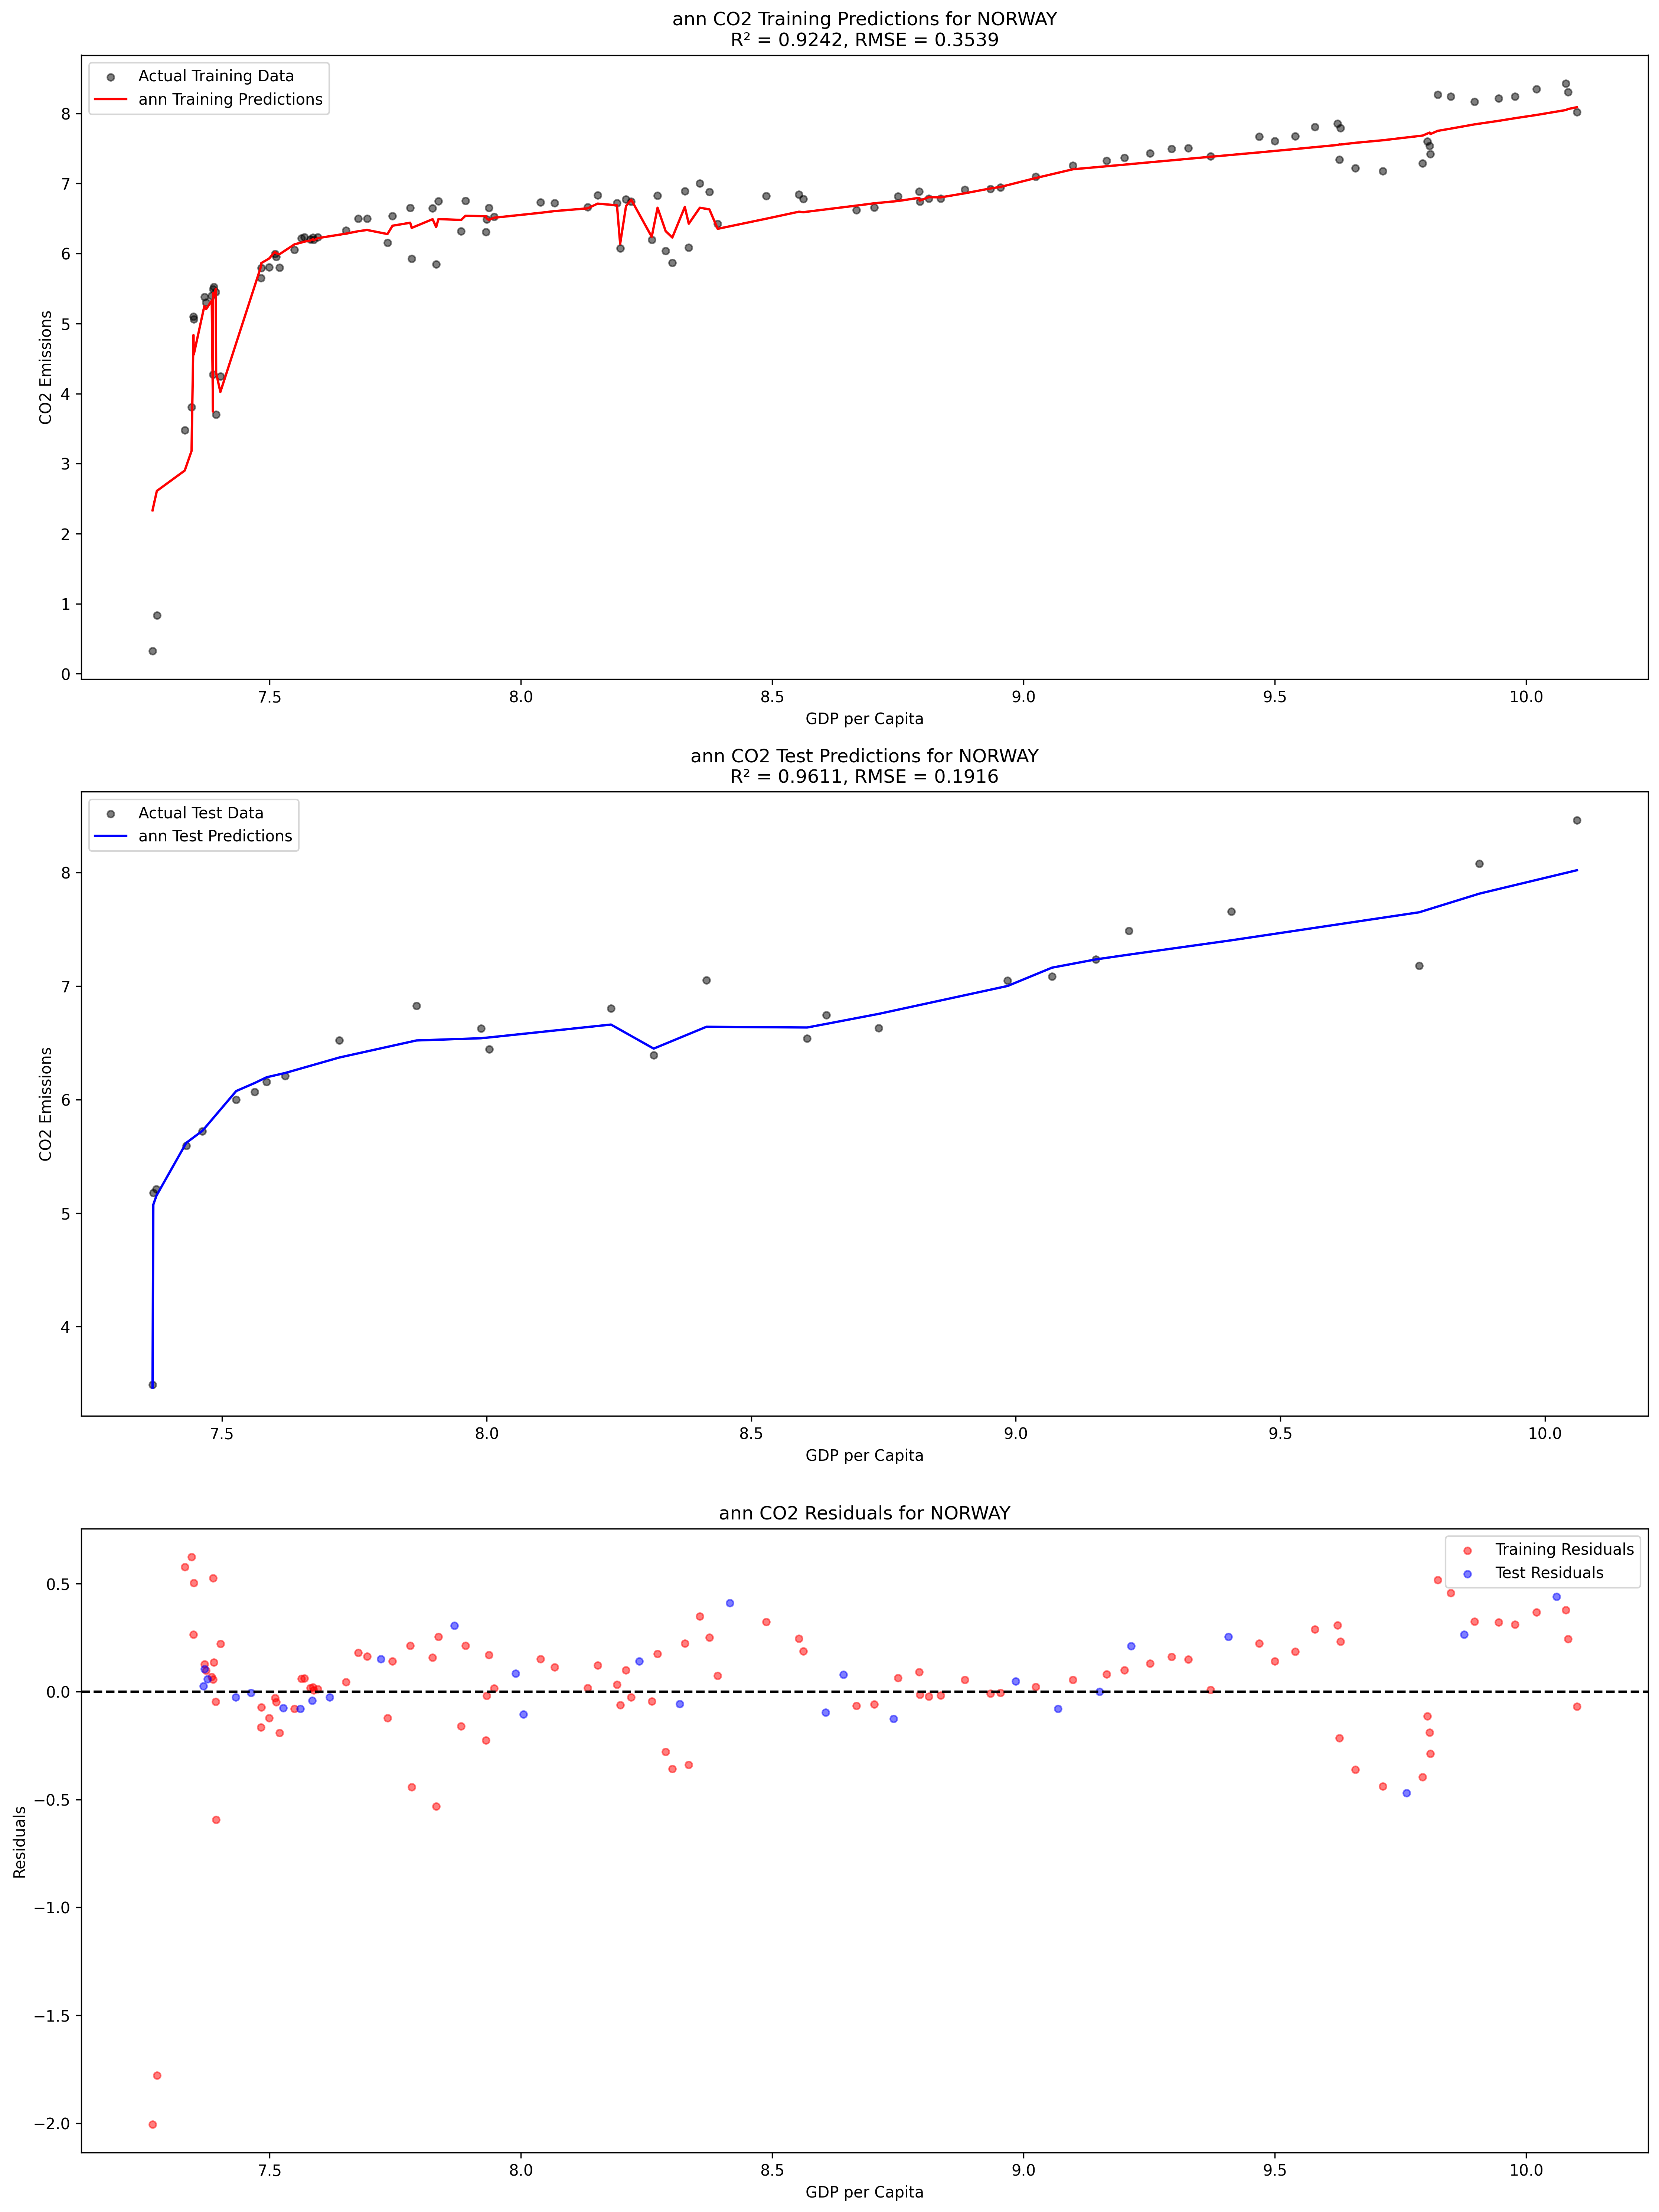 ann CO2 Training Predictions for NORWAY
R² = 0.9242, RMSE = 0.3539
Actual Training Data
ann Training Predictions
CO2 Emissions
8
7
6
5
4
3
2
1
0
7.5 8.0 8.5 9.0 9.5 10.0
GDP per Capita
ann CO2 Test Predictions for NORWAY
R² = 0.9611, RMSE = 0.1916
Actual Test Data
ann Test Predictions
CO2 Emissions
8
7
6
5
4
7.5 8.0 8.5 9.0 9.5 10.0
GDP per Capita
ann CO2 Residuals for NORWAY
Training Residuals
Test Residuals
Residuals
0.5
0.0
−0.5
−1.0
−1.5
−2.0
7.5 8.0 8.5 9.0 9.5 10.0
GDP per Capita